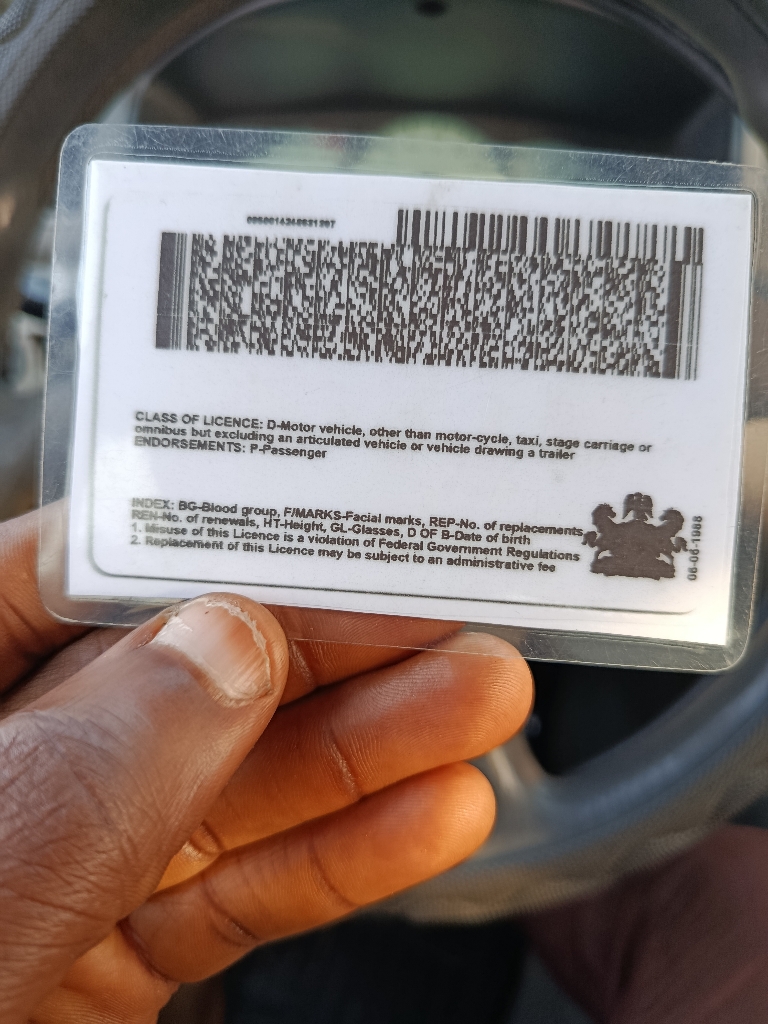 CLASS OF LICENCE: D-Motor vehicle, other than motor-cycle, taxi, stage carriage or
omnibus but excluding an articulated vehicle or vehicle drawing a trailer
ENDORSEMENTS: P-Passenger
INDEX: BG-Blood group, F/MARKS-Facial marks, REP-No. of replacements
REN-No. of renewals, HT-Height, GL-Glasses, D OF B-Date of birth
1. Misuse of this Licence is a violation of Federal Government Regulations
2. Replacement of this Licence may be subject to an administrative fee
06-06-1988